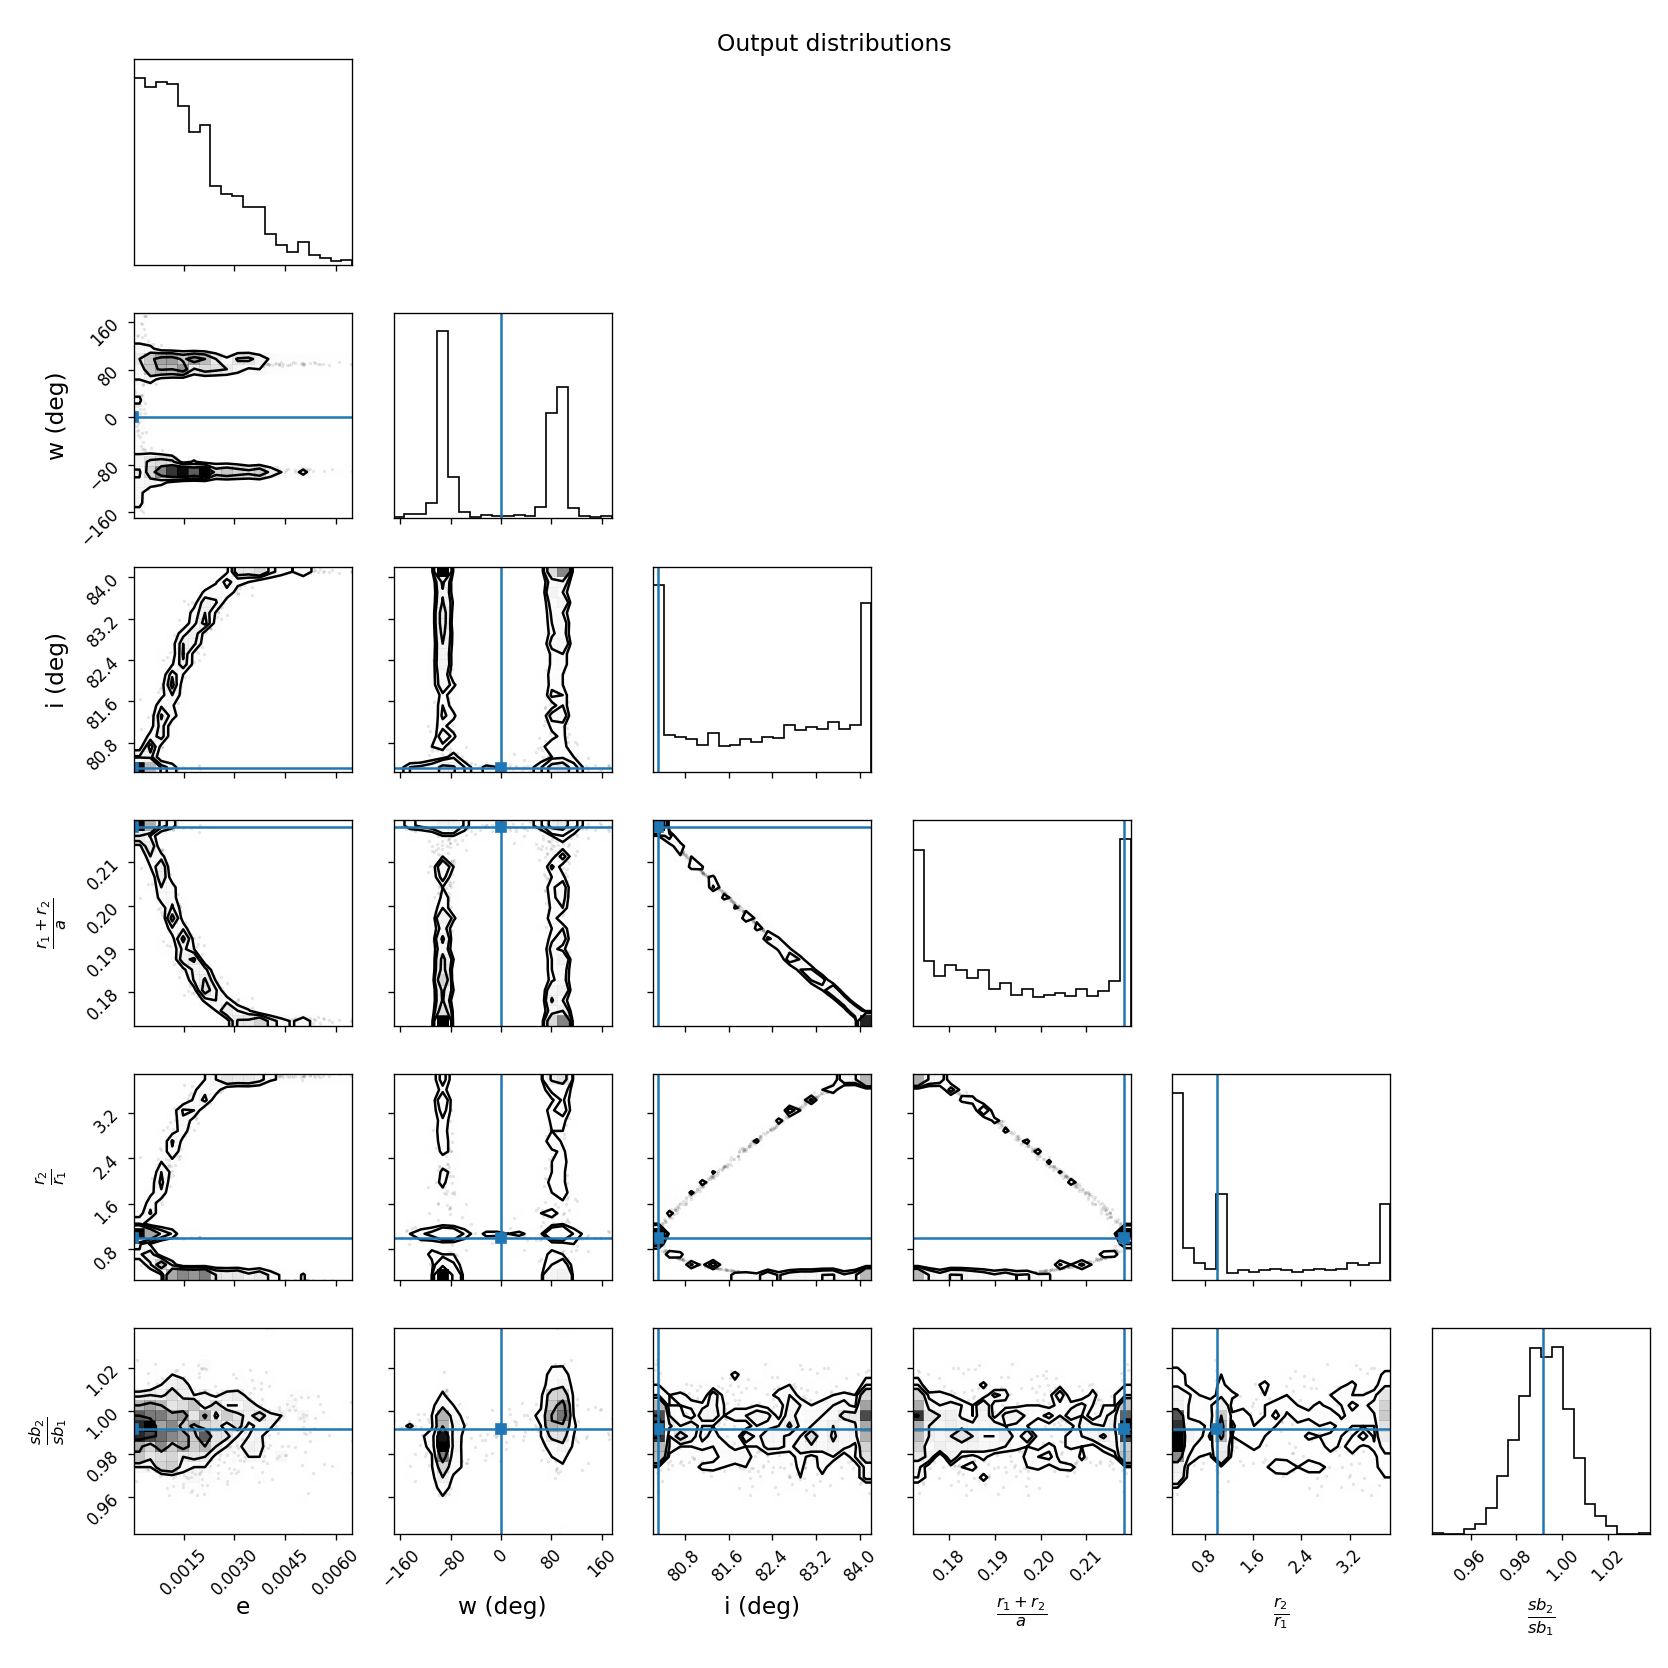 Output distributions
w (deg)
160
80
0
−80
−160
i (deg)
84.0
83.2
82.4
81.6
80.8
r₁ + r₂
a
0.21
0.20
0.19
0.18
r₂
r₁
3.2
2.4
1.6
0.8
sb₂
sb₁
1.02
1.00
0.98
0.96
0.0015 0.0030 0.0045 0.0060 −160 −80 0 80 160 80.8 81.6 82.4 83.2 84.0 0.18 0.19 0.20 0.21 0.8 1.6 2.4 3.2 0.96 0.98 1.00 1.02
e w (deg) i (deg) r₁ + r₂ r₂ sb₂
a r₁ sb₁